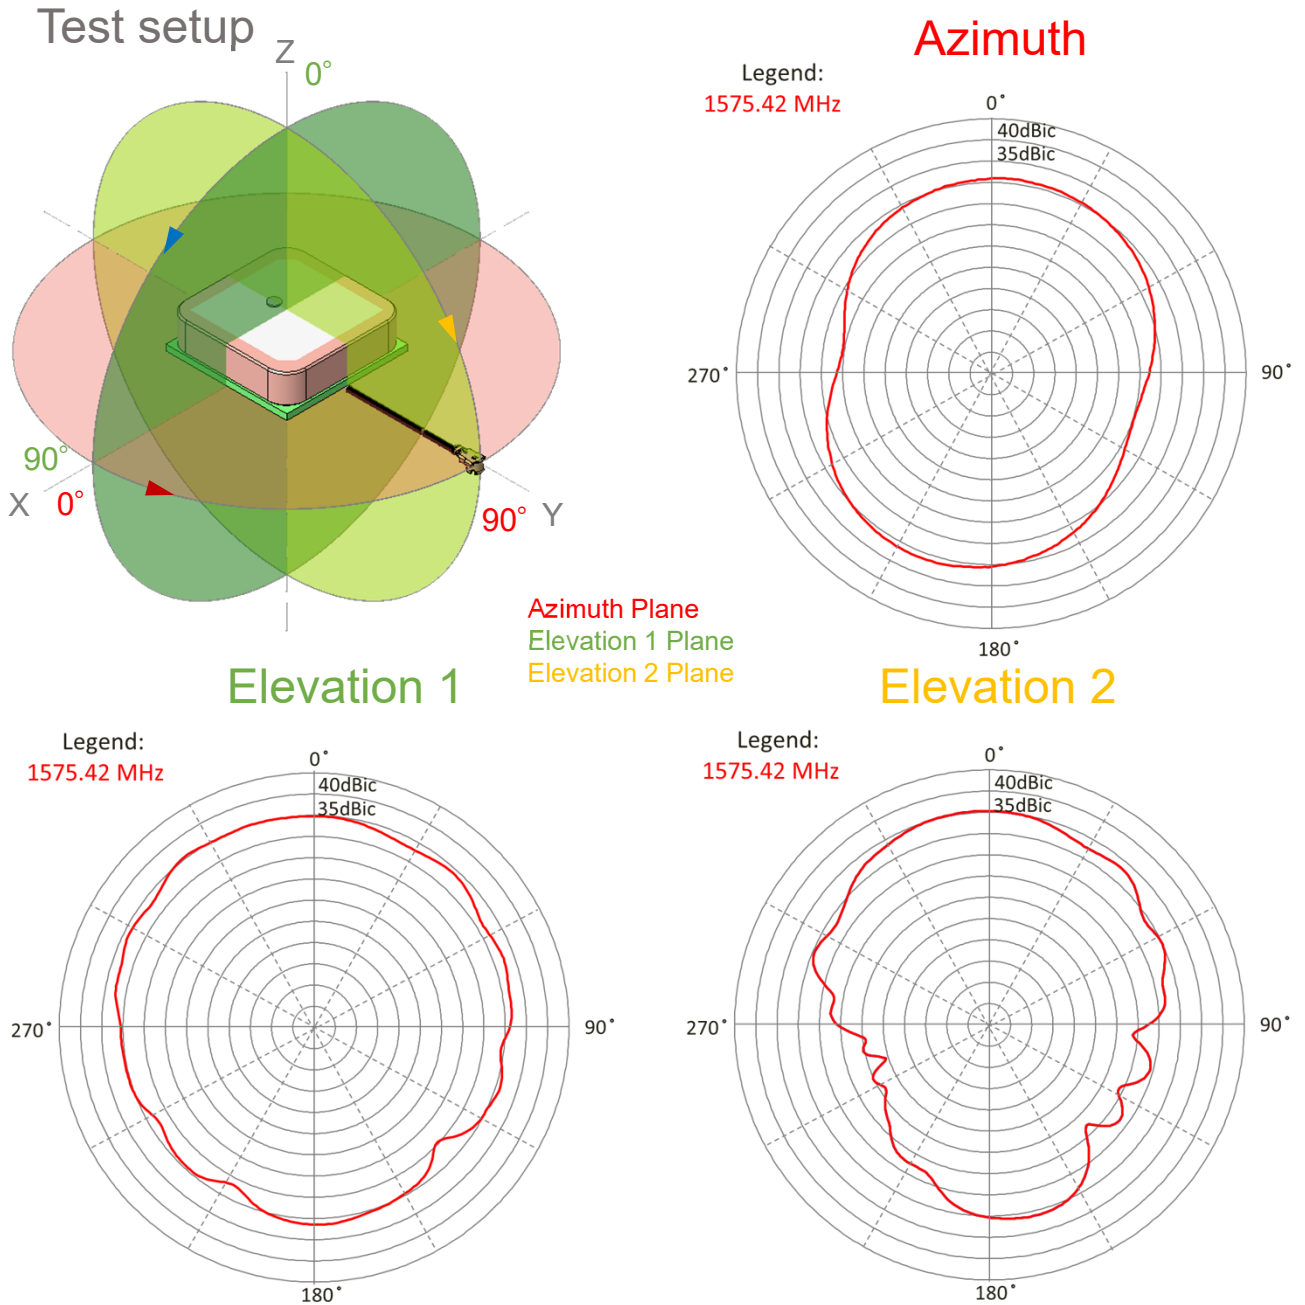 Test setup
Z
0°
90°
X
0°
90°
Y
Azimuth Plane
Elevation 1 Plane
Elevation 2 Plane
Azimuth
Legend:
1575.42 MHz
0°
40dBic
35dBic
270°
90°
180°
Elevation 1
Legend:
1575.42 MHz
0°
40dBic
35dBic
270°
90°
180°
Elevation 2
Legend:
1575.42 MHz
0°
40dBic
35dBic
270°
90°
180°